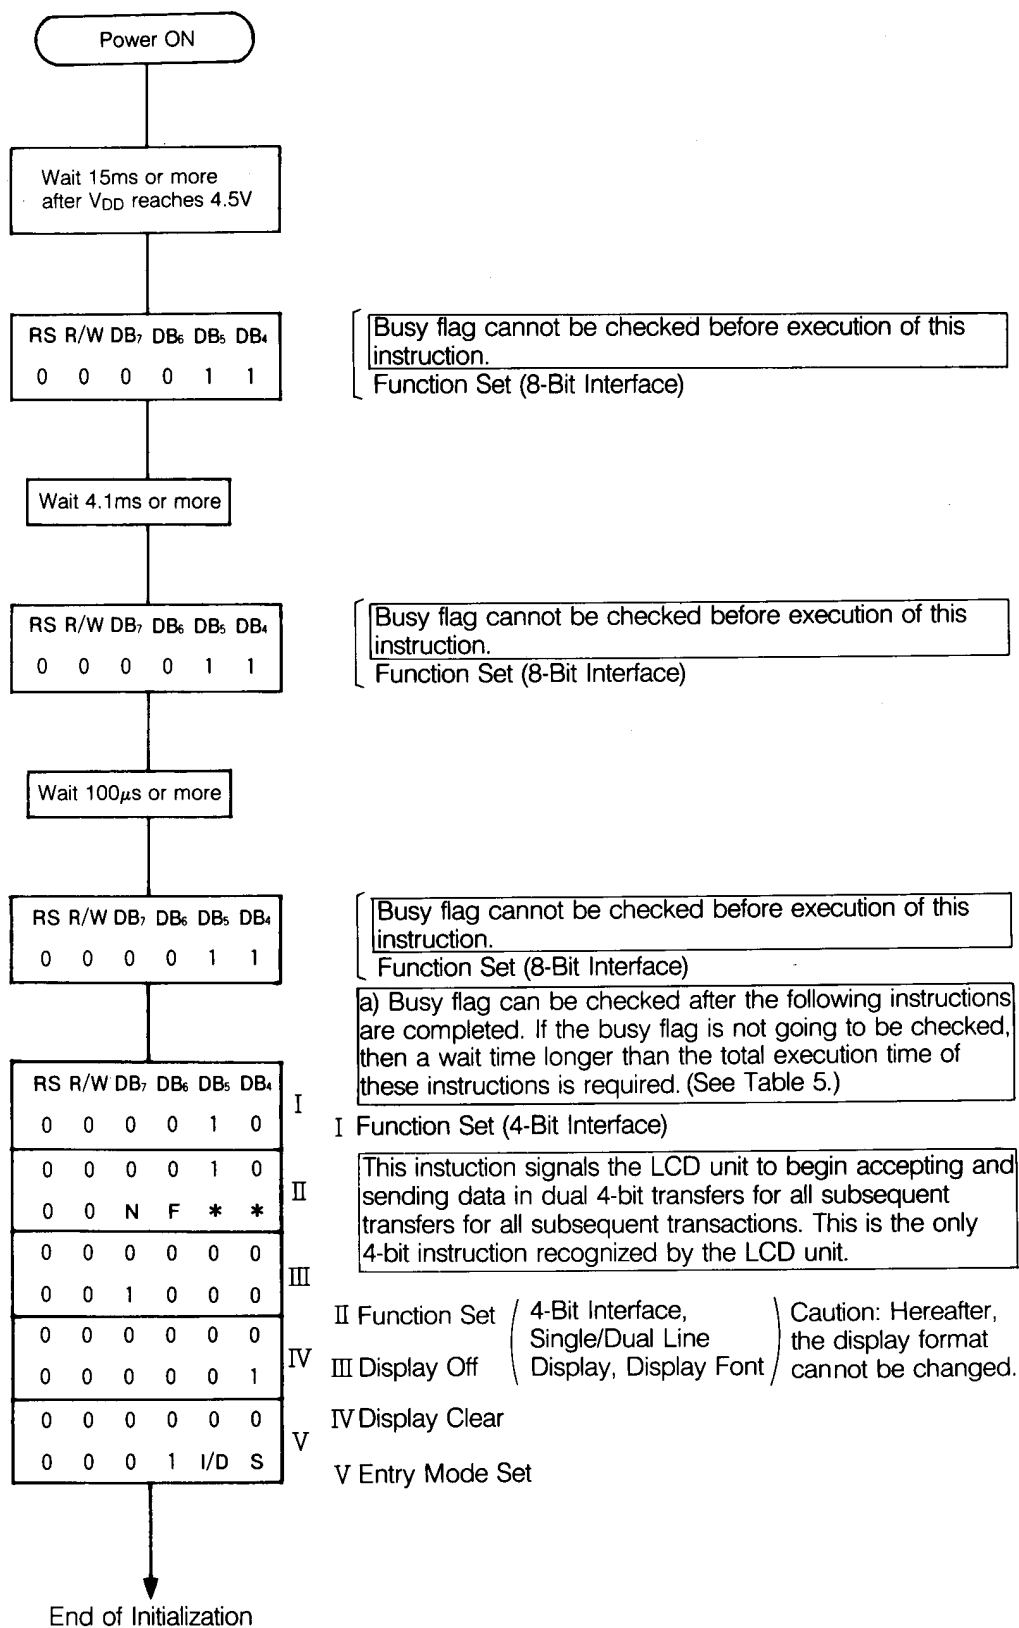 Power ON
Wait 15ms or more
after VDD reaches 4.5V
RS R/W DB7 DB6 DB5 DB4
0 0 0 0 1 1
Busy flag cannot be checked before execution of this
instruction.
Function Set (8-Bit Interface)
Wait 4.1ms or more
RS R/W DB7 DB6 DB5 DB4
0 0 0 0 1 1
Busy flag cannot be checked before execution of this
instruction.
Function Set (8-Bit Interface)
Wait 100µs or more
RS R/W DB7 DB6 DB5 DB4
0 0 0 0 1 1
Busy flag cannot be checked before execution of this
instruction.
Function Set (8-Bit Interface)
a) Busy flag can be checked after the following instructions
are completed. If the busy flag is not going to be checked,
then a wait time longer than the total execution time of
these instructions is required. (See Table 5.)
RS R/W DB7 DB6 DB5 DB4
0 0 0 0 1 0
I
0 0 0 0 1 0
0 0 N F * *
II
0 0 0 0 0 0
0 0 1 0 0 0
III
0 0 0 0 0 0
0 0 0 0 0 1
IV
0 0 0 0 0 0
0 0 0 1 I/D S
V
I Function Set (4-Bit Interface)
This instuction signals the LCD unit to begin accepting and
sending data in dual 4-bit transfers for all subsequent
transfers for all subsequent transactions. This is the only
4-bit instruction recognized by the LCD unit.
II Function Set
4-Bit Interface,
Single/Dual Line
Display, Display Font
Caution: Hereafter,
the display format
cannot be changed.
III Display Off
IV Display Clear
V Entry Mode Set
End of Initialization